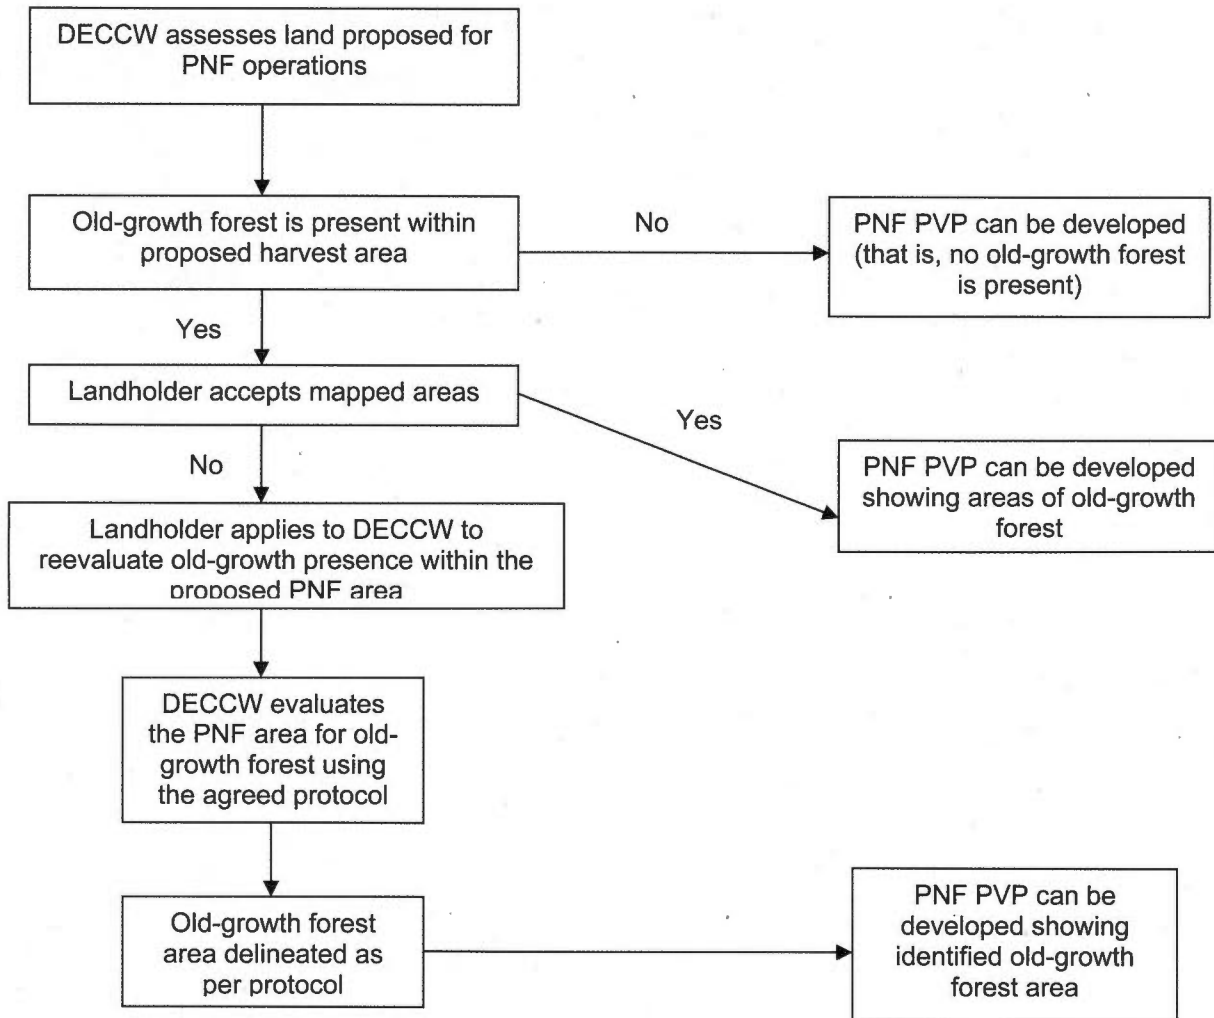 DECCW assesses land proposed for
PNF operations
Old-growth forest is present within
proposed harvest area
No
PNF PVP can be developed
(that is, no old-growth forest
is present)
Yes
Landholder accepts mapped areas
Yes
PNF PVP can be developed
showing areas of old-growth
forest
No
Landholder applies to DECCW to
reevaluate old-growth presence within the
proposed PNF area
DECCW evaluates
the PNF area for old-
growth forest using
the agreed protocol
Old-growth forest
area delineated as
per protocol
PNF PVP can be
developed showing
identified old-growth
forest area